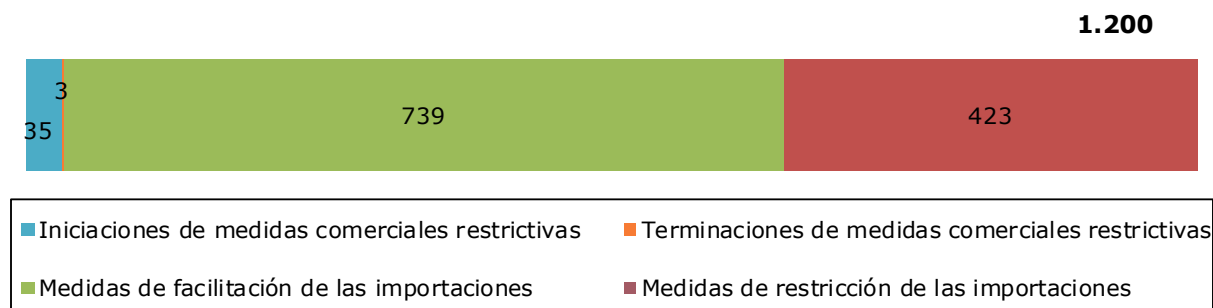 1.200
3
35
739
423
Iniciaciones de medidas comerciales restrictivas
Terminaciones de medidas comerciales restrictivas
Medidas de facilitación de las importaciones
Medidas de restricción de las importaciones